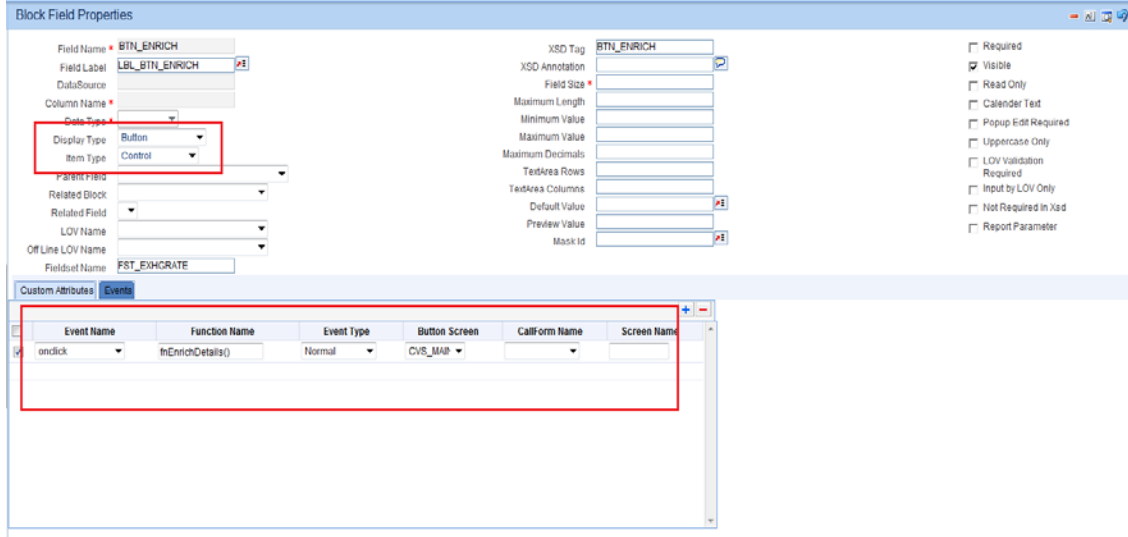 Block Field Properties
Field Name * BTN_ENRICH
Field Label LBL_BTN_ENRICH
DataSource
Column Name *
Data Type *
Display Type Button
Item Type Control
Parent Field
Related Block
Related Field
LOV Name
Off Line LOV Name
Fieldset Name FST_EXHGRATE
XSD Tag BTN_ENRICH
XSD Annotation
Field Size *
Maximum Length
Minimum Value
Maximum Value
Maximum Decimals
TextArea Rows
TextArea Columns
Default Value
Preview Value
Mask Id
Required
Visible
Read Only
Calender Text
Popup Edit Required
Uppercase Only
LOV Validation
Required
Input by LOV Only
Not Required In Xsd
Report Parameter
Custom Attributes Events
Event Name Function Name Event Type Button Screen CallForm Name Screen Name
onclick fnEnrichDetails() Normal CVS_MAIN